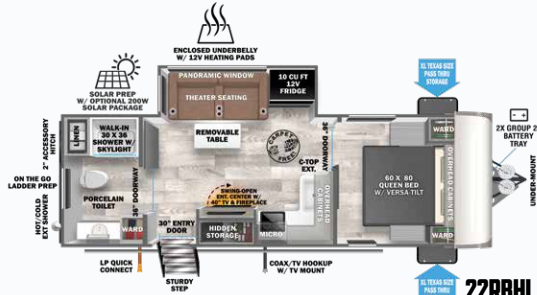 ENCLOSED UNDERBELLY
W/ 12V HEATING PADS
SOLAR PREP
W/ OPTIONAL 200W
SOLAR PACKAGE
PANORAMIC WINDOW
THEATER SEATING
10 CU FT
12V
FRIDGE
XL TEXAS SIZE
PASS THRU
STORAGE
2" ACCESSORY
HITCH
LINEN
WALK-IN
30 X 36
SHOWER W/
SKYLIGHT
REMOVABLE
TABLE
CARPET
FREE
36" DOORWAY
WARD
2X GROUP 2
BATTERY
TRAY
ON THE GO
LADDER PREP
C-TOP
EXT.
60 X 80
QUEEN BED
W/ VERSA-TILT
OVERHEAD CABINETS
UNDER-MOUNT
HOT/COLD
EXT SHOWER
PORCELAIN
TOILET
36" DOORWAY
SWING-OPEN
ENT. CENTER W/
40" TV & FIREPLACE
OVERHEAD
CABINETS
WARD
30" ENTRY
DOOR
HIDDEN
STORAGE
MICRO
WARD
LP QUICK
CONNECT
STURDY
STEP
COAX/TV HOOKUP
W/ TV MOUNT
XL TEXAS SIZE
PASS THRU
22RBHL